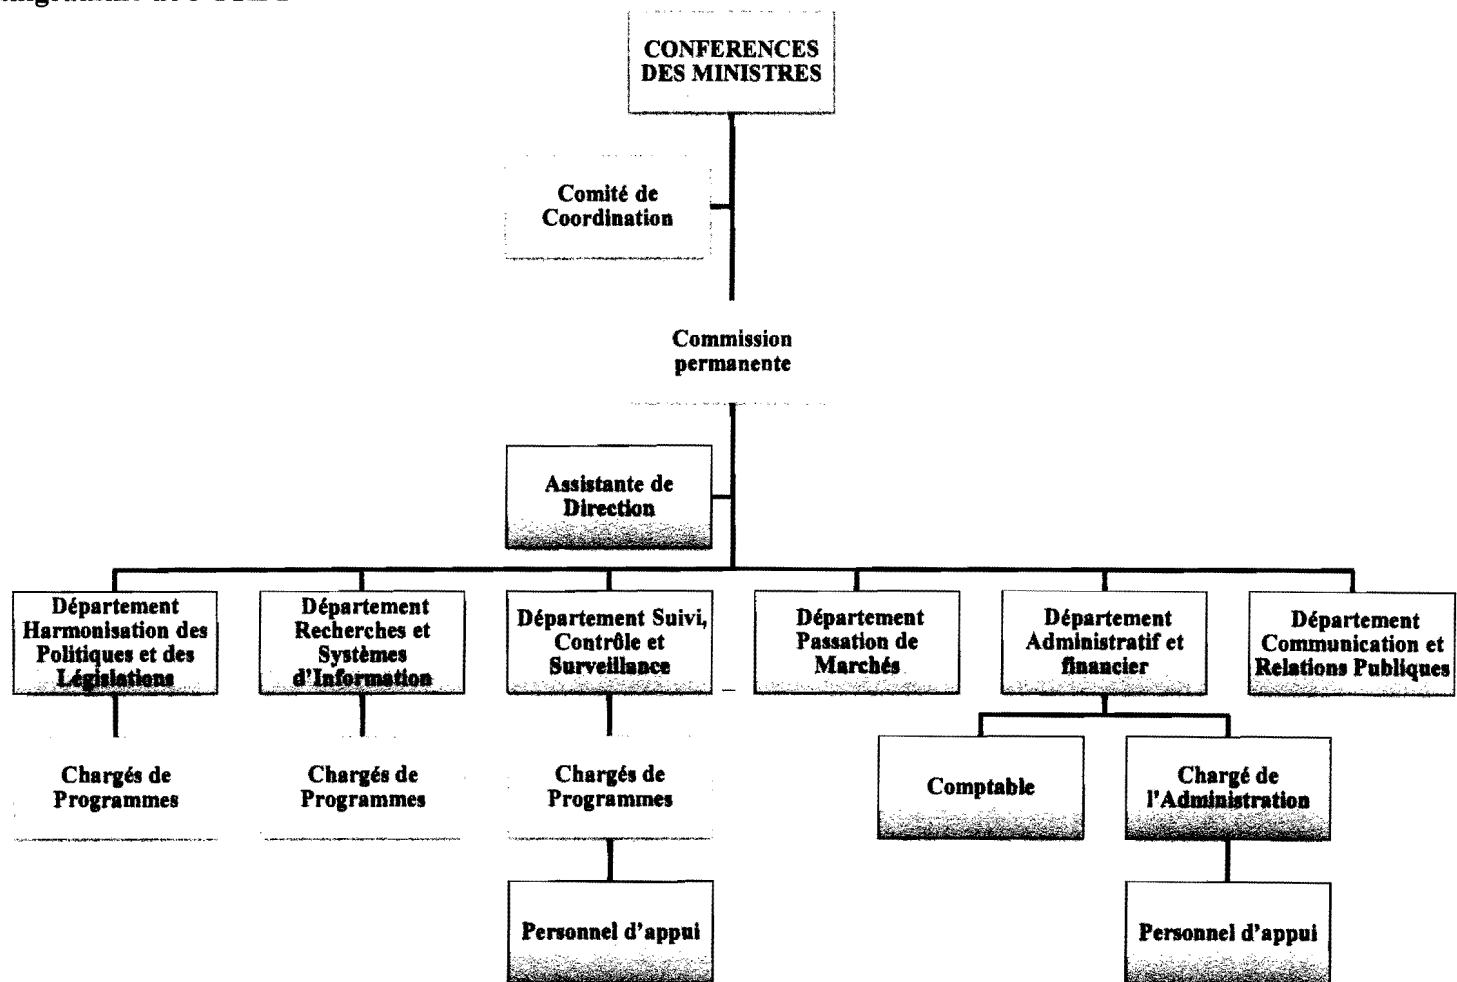 CONFERENCES
DES MINISTRES
Comité de
Coordination
Commission
permanente
Assistante de
Direction
Département
Harmonisation des
Politiques et des
Législations
Département
Recherches et
Systèmes
d'Information
Département Suivi,
Contrôle et
Surveillance
Département
Passation de
Marchés
Département
Administratif et
financier
Département
Communication et
Relations Publiques
Chargés de
Programmes
Chargés de
Programmes
Chargés de
Programmes
Comptable
Chargé de
l'Administration
Personnel d'appui
Personnel d'appui